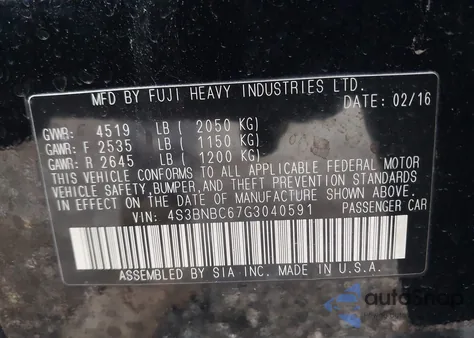 MFD BY FUJI HEAVY INDUSTRIES LTD.
DATE: 02/16
GVWR: 4519 LB ( 2050 KG)
GAWR: F 2535 LB ( 1150 KG)
GAWR: R 2645 LB ( 1200 KG)
THIS VEHICLE CONFORMS TO ALL APPLICABLE FEDERAL MOTOR
VEHICLE SAFETY, BUMPER, AND THEFT PREVENTION STANDARDS
IN EFFECT ON THE DATE OF MANUFACTURE SHOWN ABOVE.
VIN: 4S3BNBC67G3040591 PASSENGER CAR
ASSEMBLED BY SIA INC. MADE IN U.S.A.
autoSnap